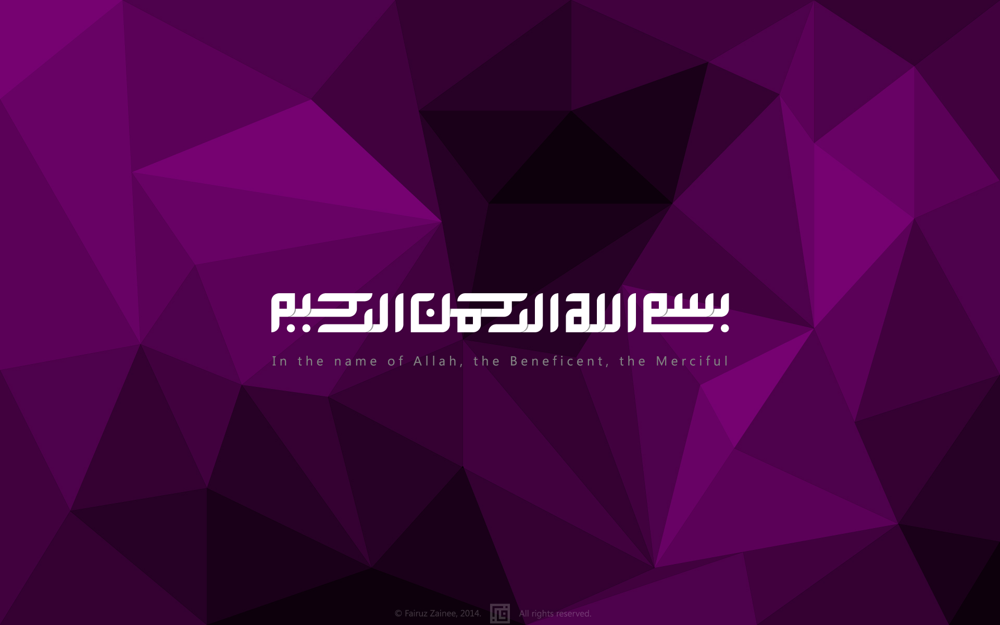 بسم الله الرحمن الرحيم
In the name of Allah, the Beneficent, the Merciful
© Fairuz Zainee, 2014. All rights reserved.